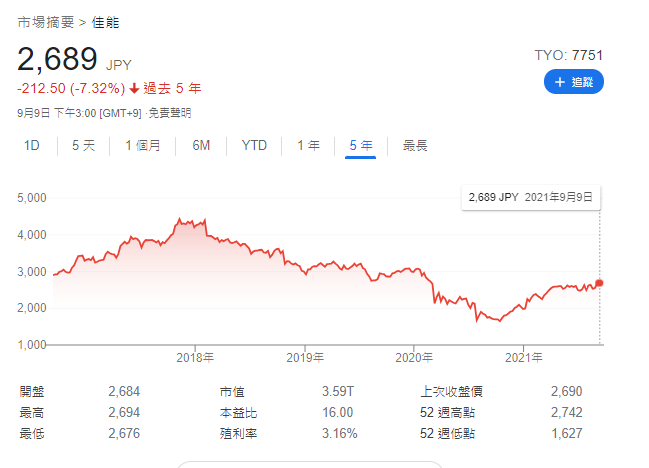 市場摘要 > 佳能
2,689 JPY
TYO: 7751
-212.50 (-7.32%) 過去 5 年
+ 追蹤
9月9日 下午3:00 [GMT+9] · 免責聲明
1D 5 天 1 個月 6M YTD 1 年 5 年 最長
2,689 JPY 2021年9月9日
5,000
4,000
3,000
2,000
1,000
2018年 2019年 2020年 2021年
開盤 2,684 市值 3.59T 上次收盤價 2,690
最高 2,694 本益比 16.00 52 週高點 2,742
最低 2,676 殖利率 3.16% 52 週低點 1,627